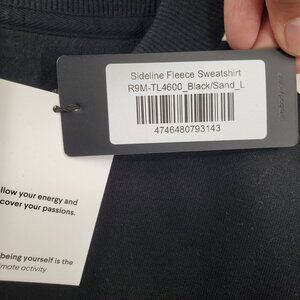 Sideline Fleece Sweatshirt
R9M-TL4600_Black/Sand_L
4746480793143
llow your energy and
cover your passions.
being yourself is the
imate activity